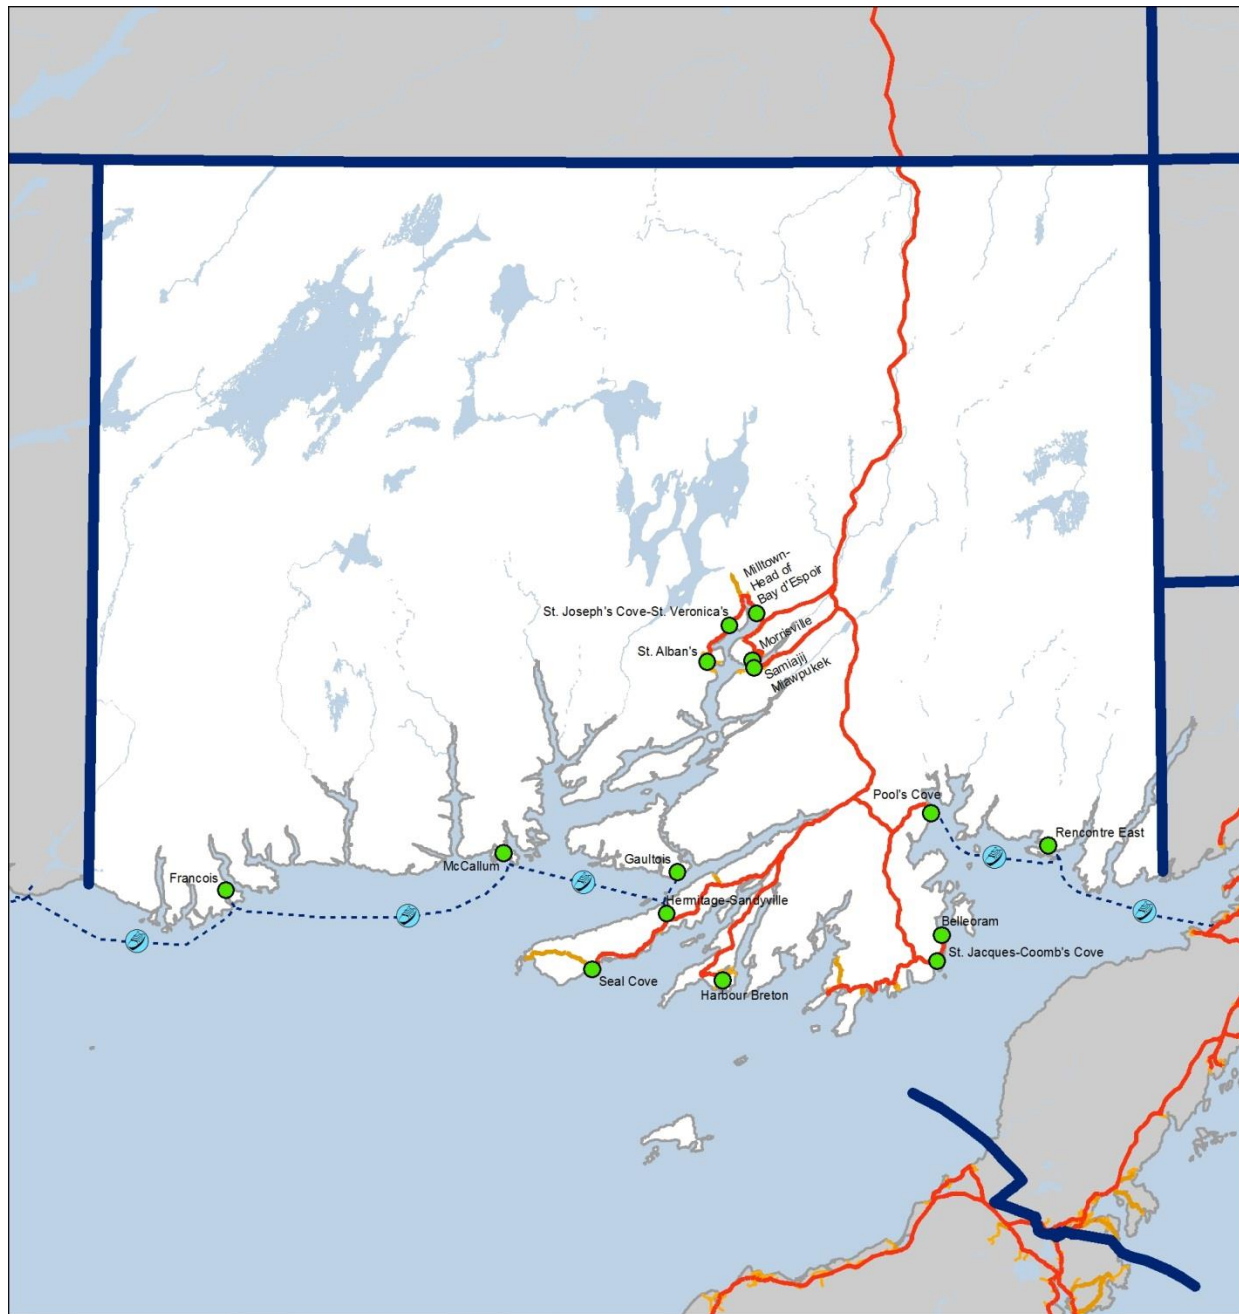 Milltown-
Head of
Bay d'Espoir
St. Joseph's Cove-St. Veronica's
Morrisville
St. Alban's
Samiajij
Miawpukek
Pool's Cove
Rencontre East
McCallum
Gaultois
Francois
Hermitage-Sandyville
Belleoram
St. Jacques-Coomb's Cove
Seal Cove
Harbour Breton